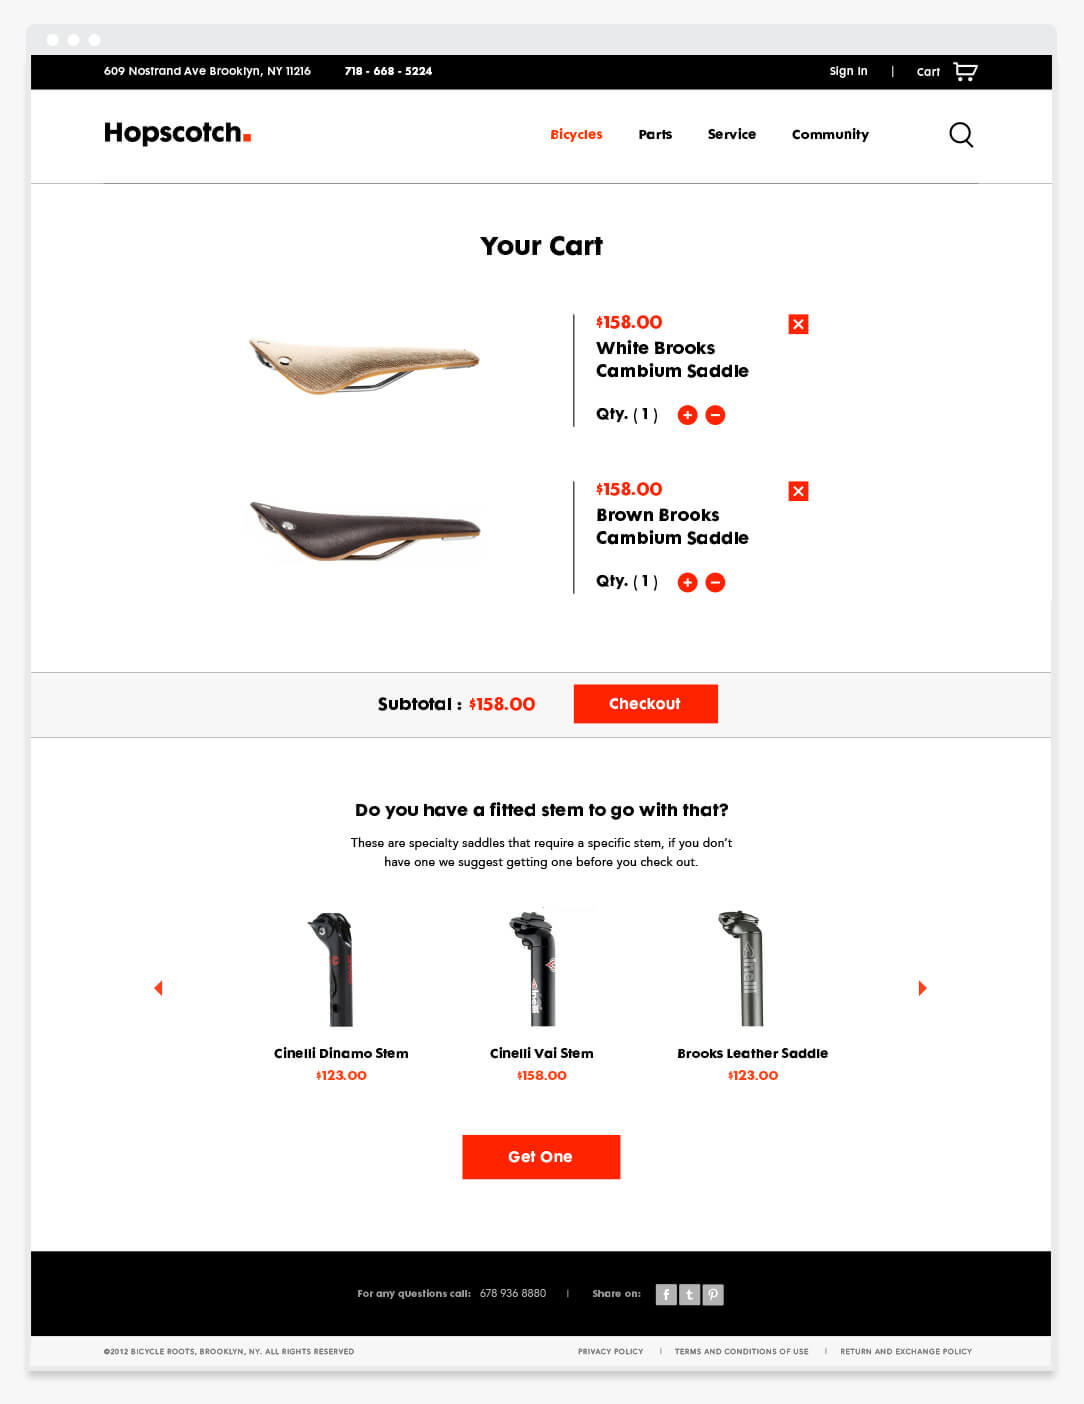 609 Nostrand Ave Brooklyn, NY 11216 718 - 668 - 5224 Sign In | Cart
Hopscotch.
Bicycles Parts Service Community
Your Cart
$158.00
White Brooks
Cambium Saddle
Qty. ( 1 )
$158.00
Brown Brooks
Cambium Saddle
Qty. ( 1 )
Subtotal : $158.00 Checkout
Do you have a fitted stem to go with that?
These are specialty saddles that require a specific stem, if you don't
have one we suggest getting one before you check out.
cinelli
cinelli
Cinelli Dinamo Stem Cinelli Vai Stem Brooks Leather Saddle
$123.00 $158.00 $123.00
Get One
For any questions call: 678 936 8880 | Share on: f t p
©2012 BICYCLE ROOTS, BROOKLYN, NY. ALL RIGHTS RESERVED PRIVACY POLICY | TERMS AND CONDITIONS OF USE | RETURN AND EXCHANGE POLICY